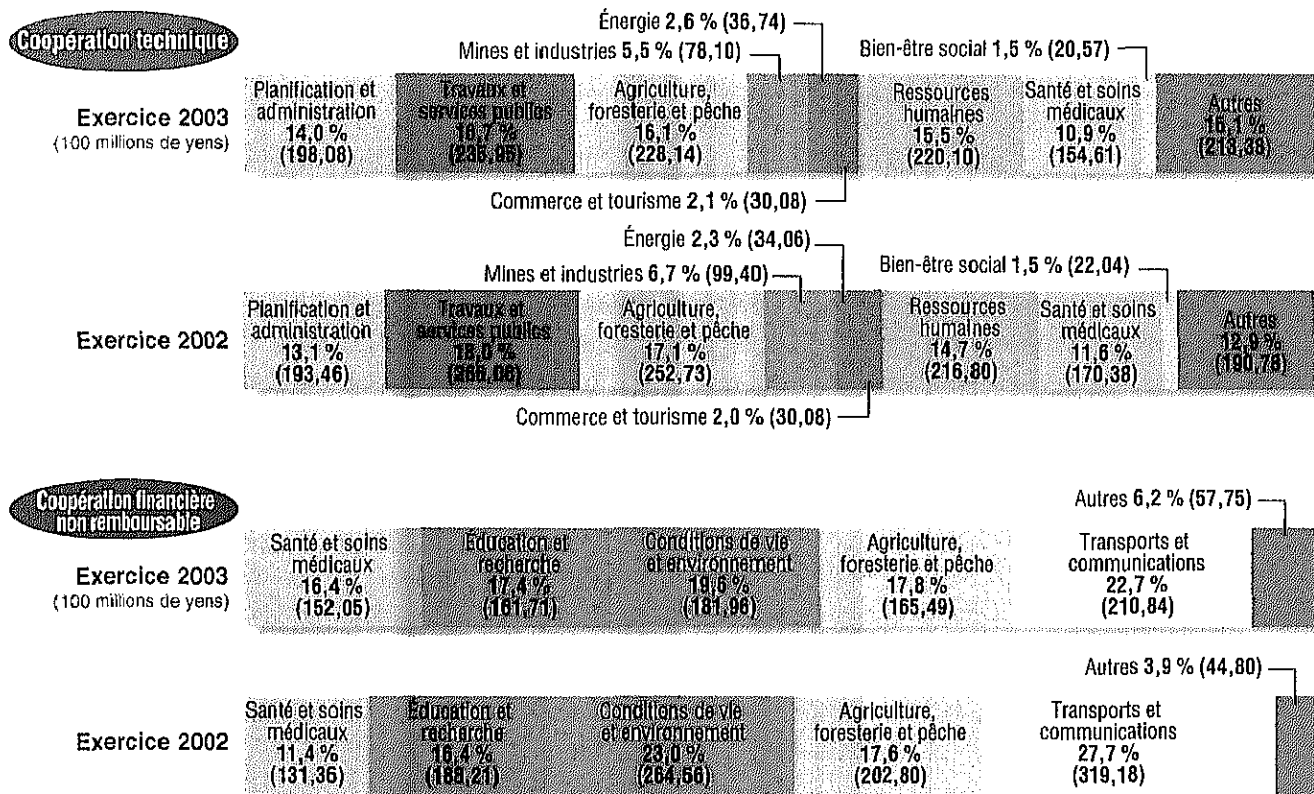 Coopération technique
Énergie 2,6 % (36,74)
Mines et industries 5,5 % (78,10)
Bien-être social 1,5 % (20,57)
Exercice 2003
(100 millions de yens)
Planification et
administration
14,0 %
(198,08)
Travaux et
services publics
16,7 %
Agriculture,
foresterie et pêche
16,1 %
(228,14)
Ressources
humaines
15,5 %
(220,10)
Santé et soins
médicaux
10,9 %
(154,61)
Autres
15,1 %
Commerce et tourisme 2,1 % (30,08)
Énergie 2,3 % (34,06)
Mines et industries 6,7 % (99,40)
Bien-être social 1,5 % (22,04)
Exercice 2002
Planification et
administration
13,1 %
(193,46)
Travaux et
services publics
18,0 %
Agriculture,
foresterie et pêche
17,1 %
(252,73)
Ressources
humaines
14,7 %
(216,80)
Santé et soins
médicaux
11,6 %
(170,38)
Autres
12,9 %
Commerce et tourisme 2,0 % (30,08)
Coopération financière
non remboursable
Autres 6,2 % (57,75)
Exercice 2003
(100 millions de yens)
Santé et soins
médicaux
16,4 %
(152,05)
Éducation et
recherche
17,4 %
(161,71)
Conditions de vie
et environnement
19,6 %
(181,96)
Agriculture,
foresterie et pêche
17,8 %
(165,49)
Transports et
communications
22,7 %
(210,84)
Autres 3,9 % (44,80)
Exercice 2002
Santé et soins
médicaux
11,4 %
(131,36)
Éducation et
recherche
16,4 %
Conditions de vie
et environnement
23,0 %
(264,56)
Agriculture,
foresterie et pêche
17,6 %
(202,80)
Transports et
communications
27,7 %
(319,18)